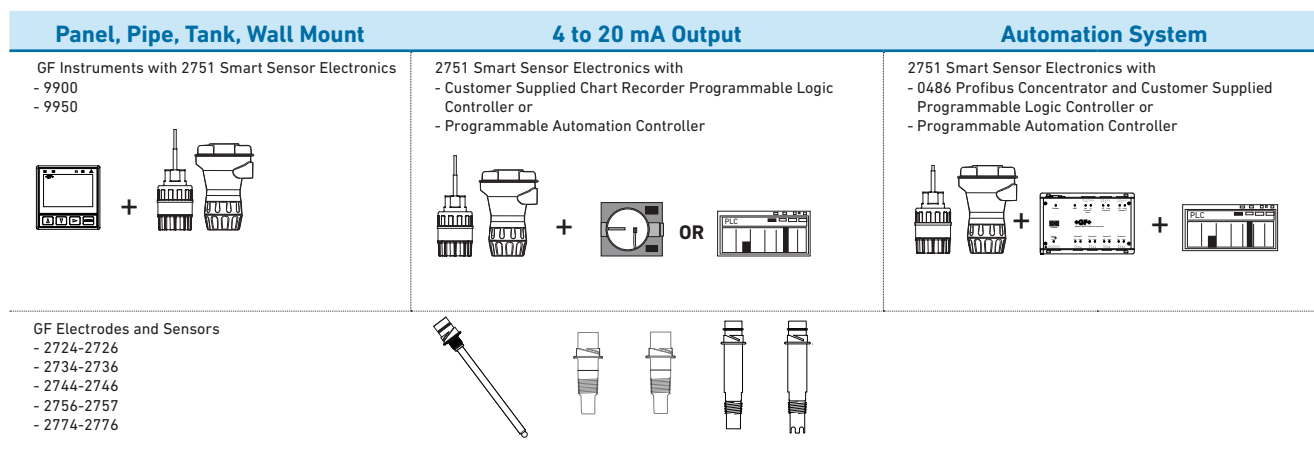 Panel, Pipe, Tank, Wall Mount
4 to 20 mA Output
Automation System
GF Instruments with 2751 Smart Sensor Electronics
- 9900
- 9950
2751 Smart Sensor Electronics with
- Customer Supplied Chart Recorder Programmable Logic
Controller or
- Programmable Automation Controller
2751 Smart Sensor Electronics with
- 0486 Profibus Concentrator and Customer Supplied
Programmable Logic Controller or
- Programmable Automation Controller
+
+
OR
PLC
+
+GF+
+
PLC
GF Electrodes and Sensors
- 2724-2726
- 2734-2736
- 2744-2746
- 2756-2757
- 2774-2776